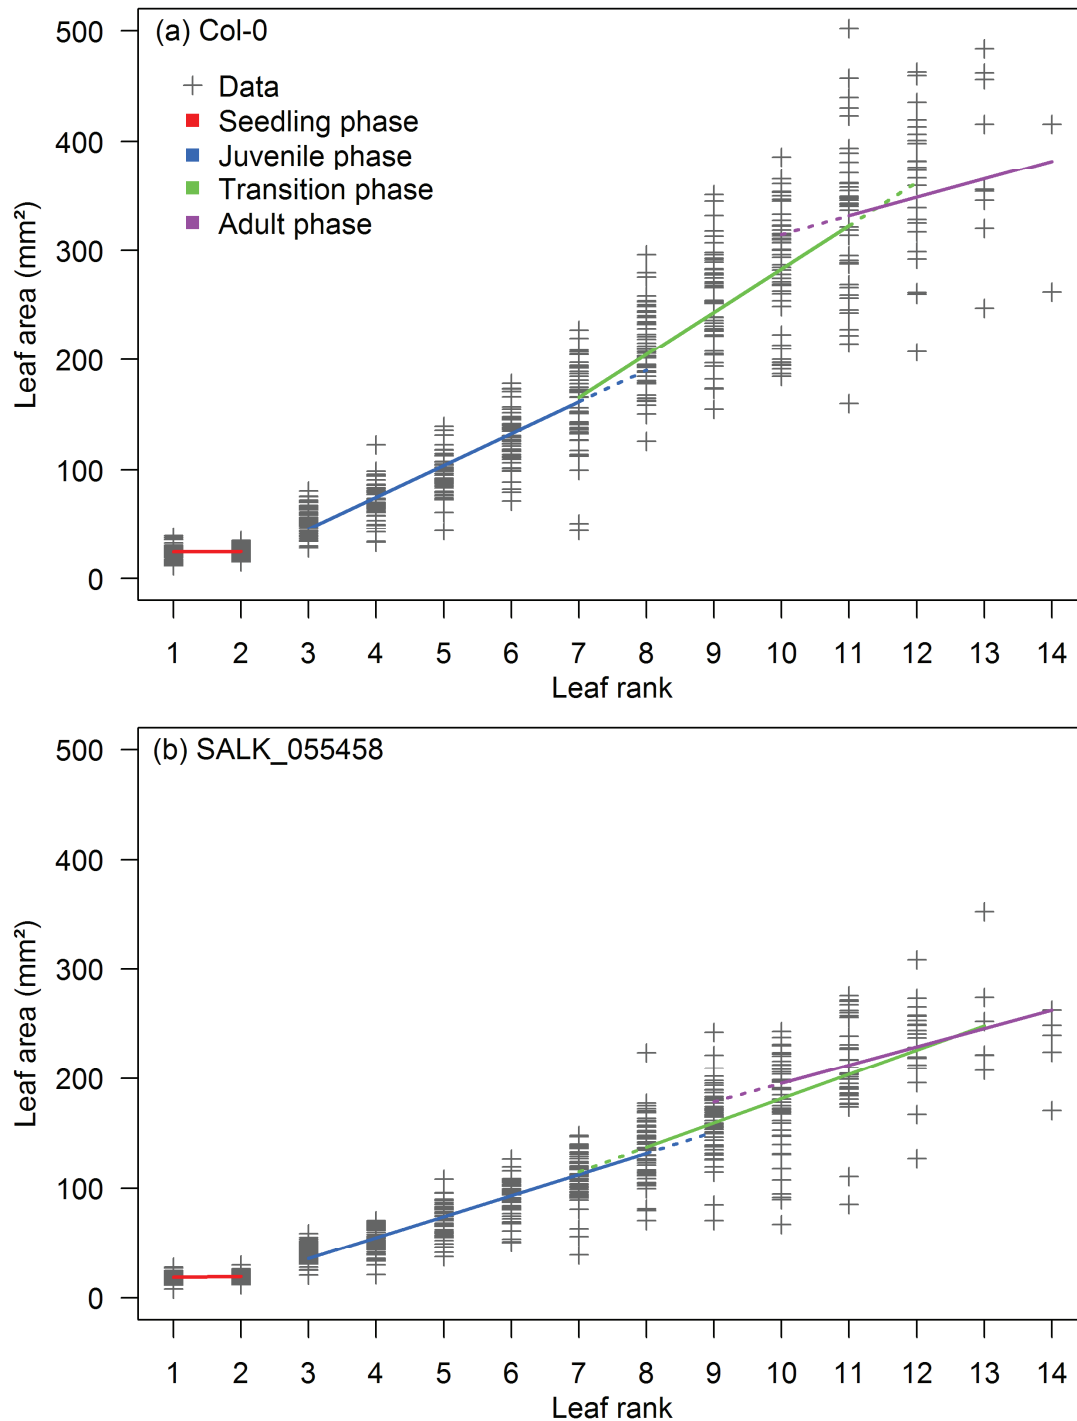 (a) Col-0
Data
Seedling phase
Juvenile phase
Transition phase
Adult phase
Leaf area (mm²)
500
400
300
200
100
0
1 2 3 4 5 6 7 8 9 10 11 12 13 14
Leaf rank
(b) SALK_055458
Leaf area (mm²)
500
400
300
200
100
0
1 2 3 4 5 6 7 8 9 10 11 12 13 14
Leaf rank